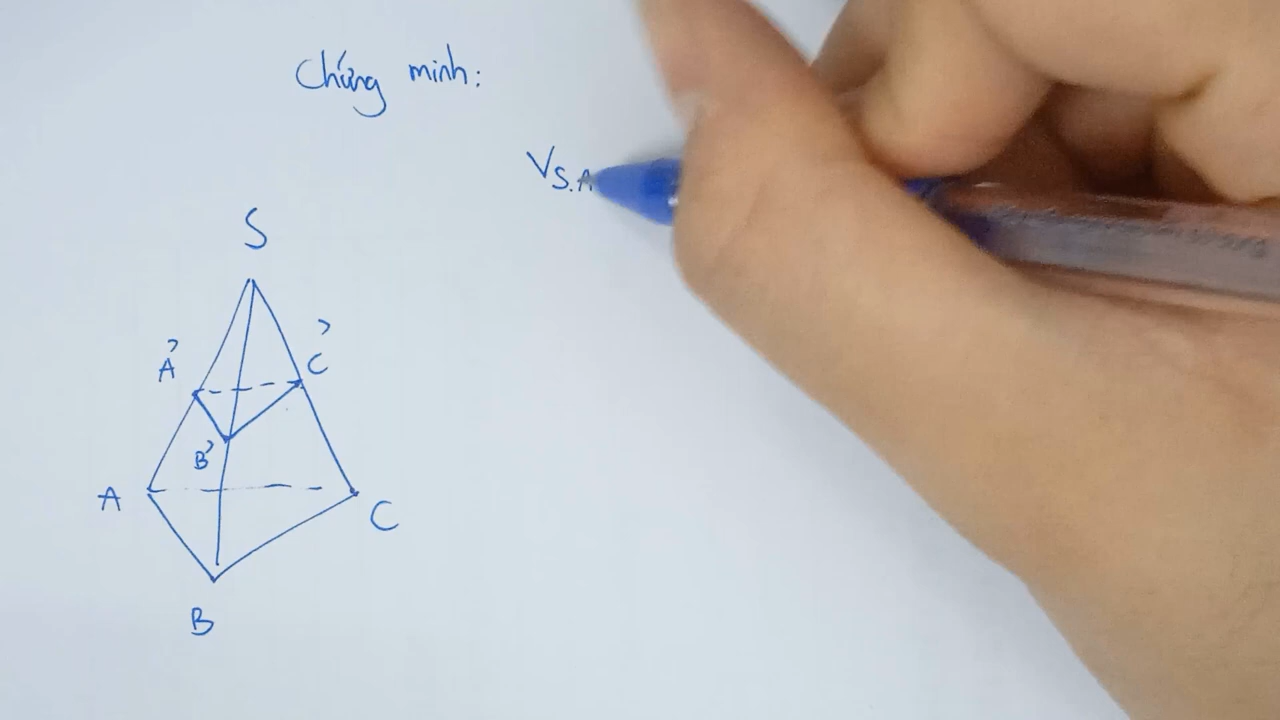 Chứng minh:
VS.A
S
A' C'
B'
A C
B